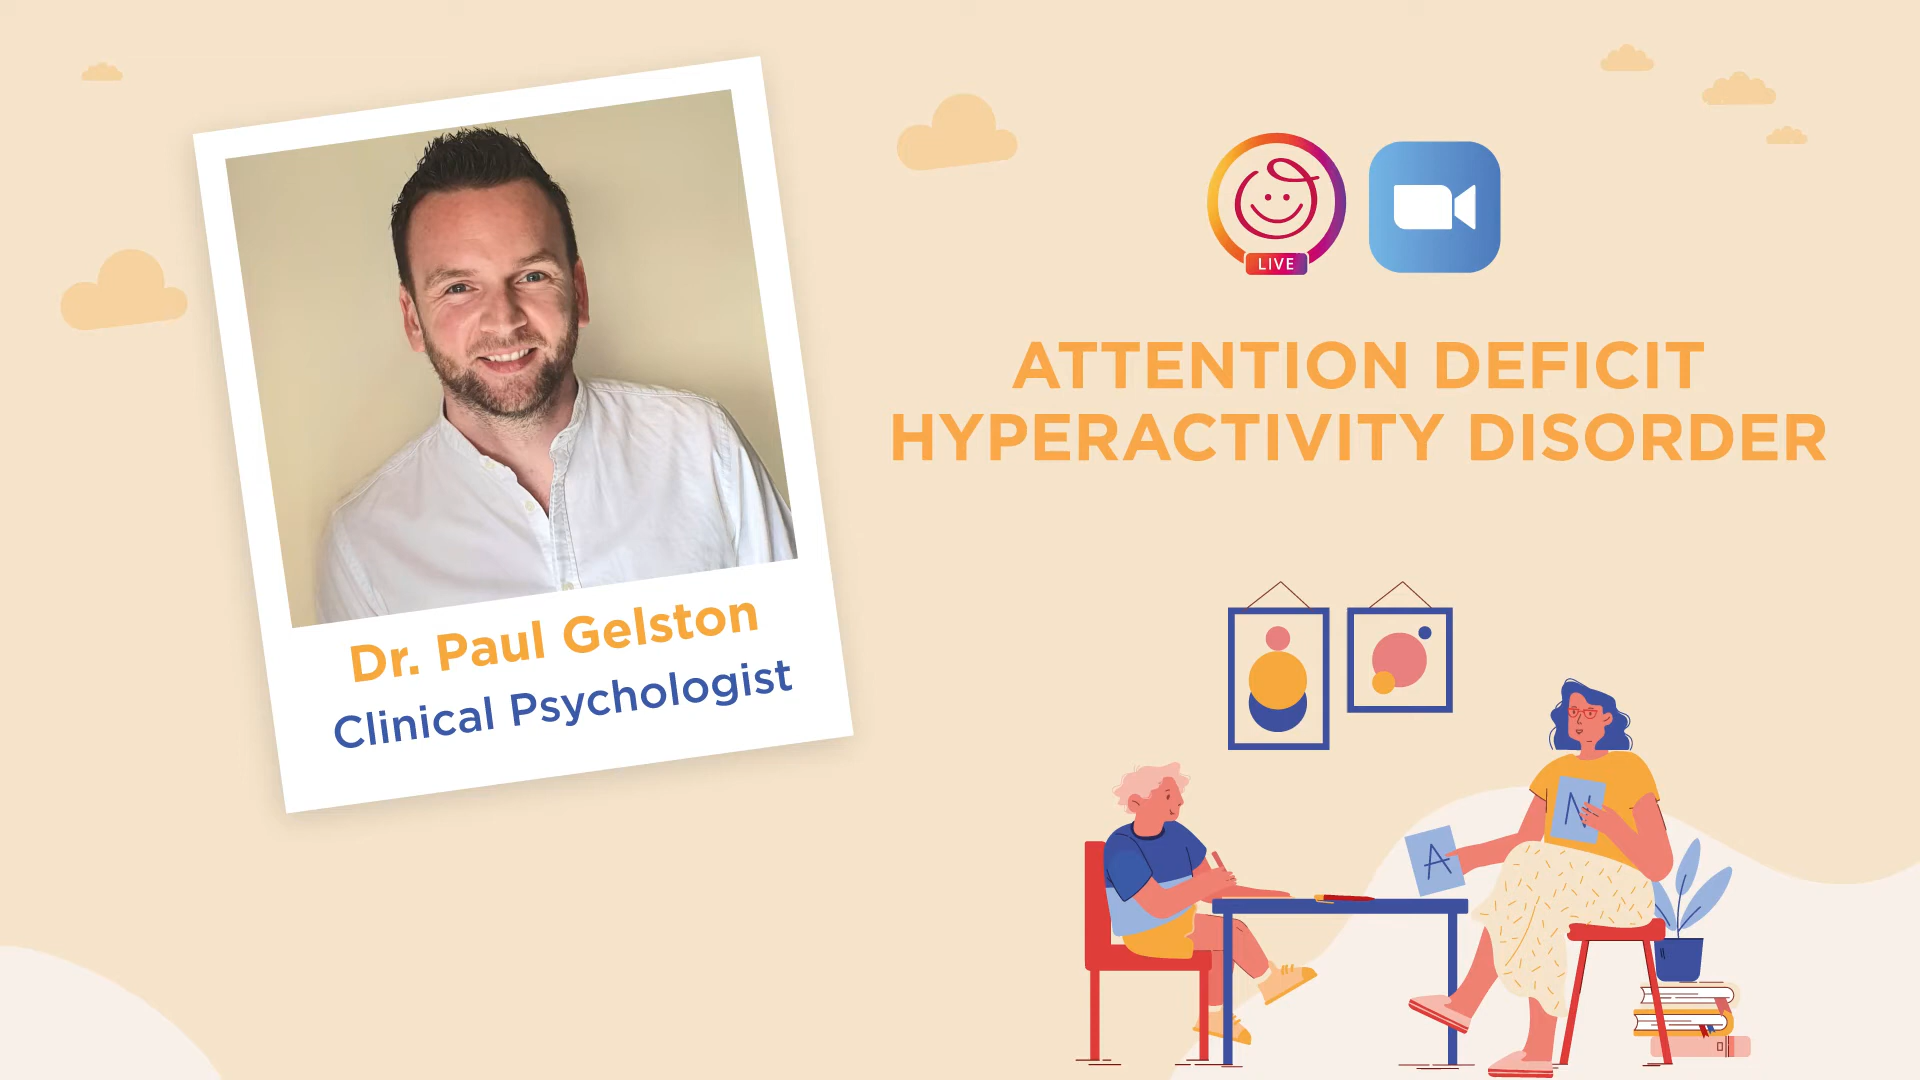 Dr. Paul Gelston
Clinical Psychologist
LIVE
ATTENTION DEFICIT
HYPERACTIVITY DISORDER
A
N